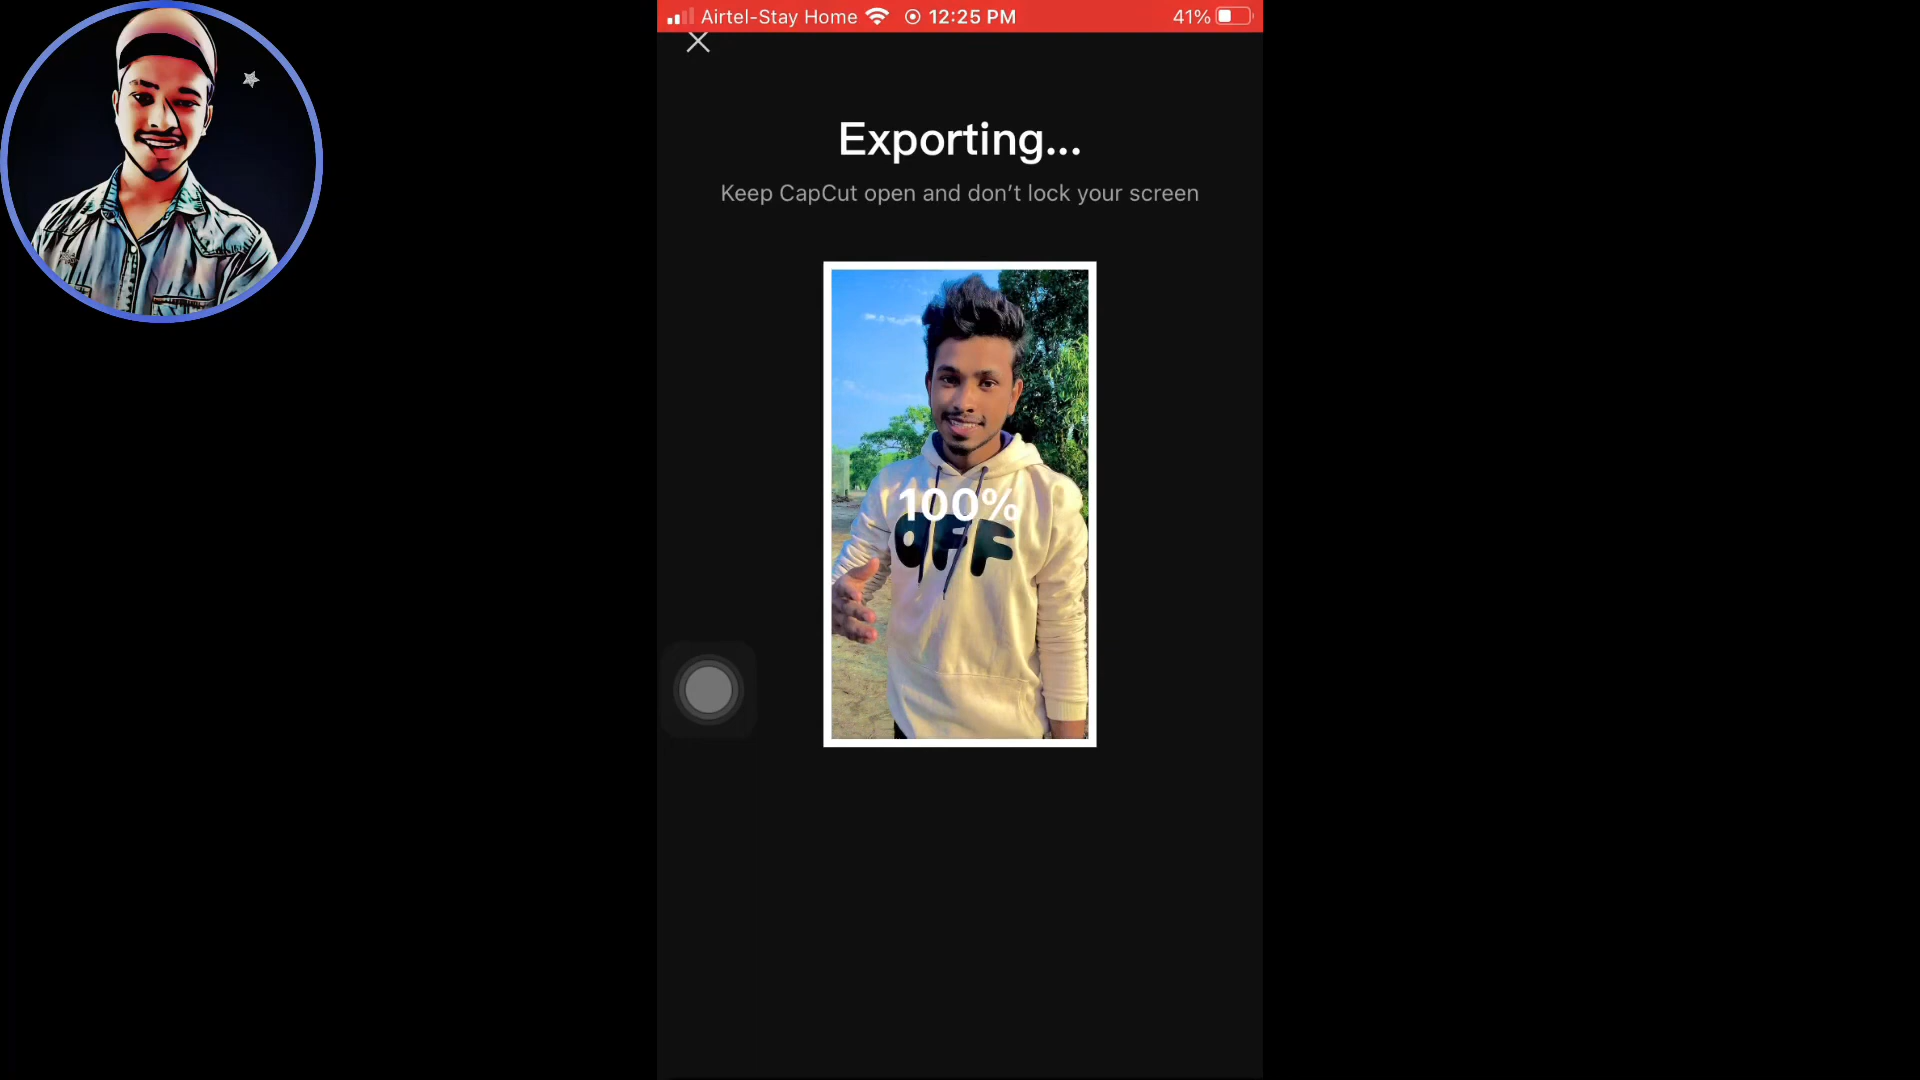 Airtel-Stay Home 12:25 PM 41%
Exporting...
Keep CapCut open and don’t lock your screen
100%
OFF